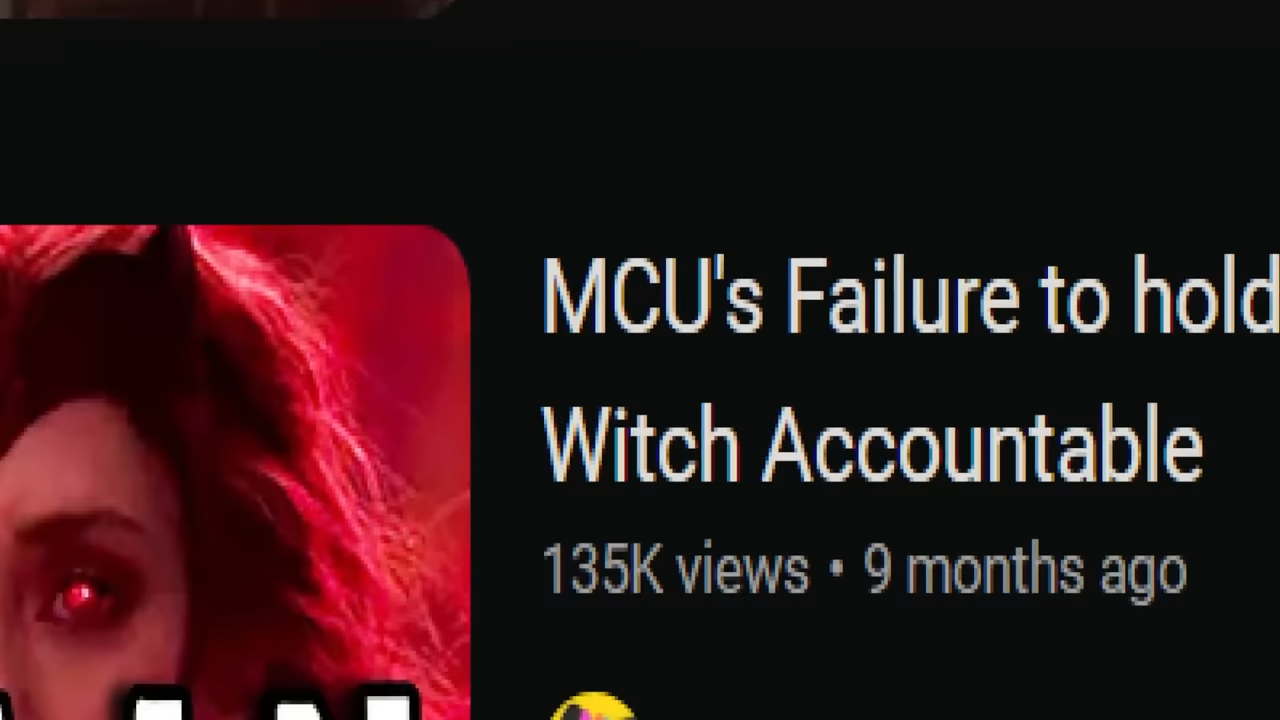 MCU's Failure to hold
Witch Accountable
135K views • 9 months ago